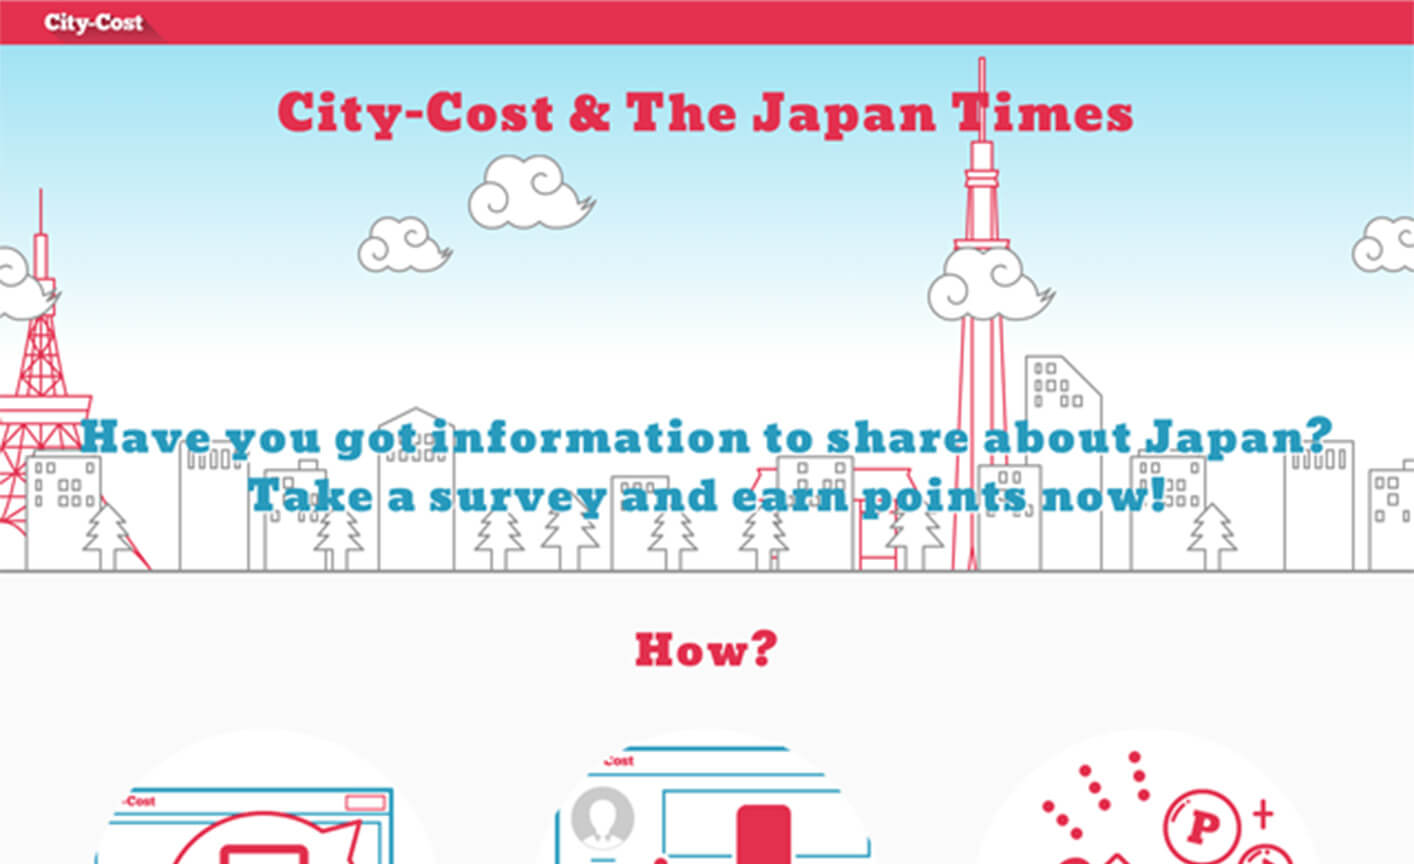 City-Cost
City-Cost & The Japan Times
Have you got information to share about Japan?
Take a survey and earn points now!
How?
Cost
-Cost
P